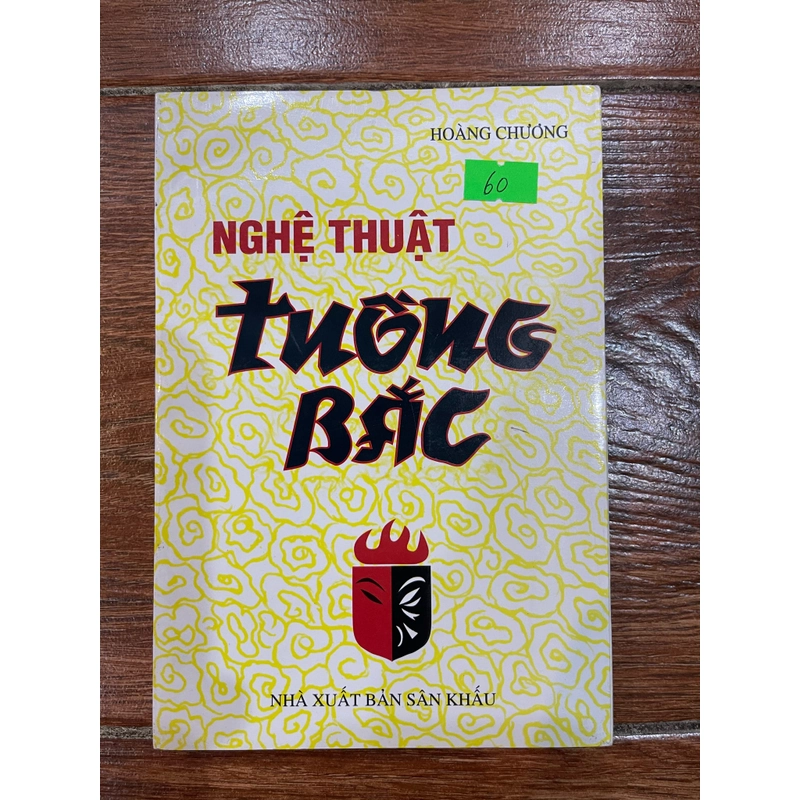 HOÀNG CHƯƠNG
60
NGHỆ THUẬT
TUỒNG
BẮC
NHÀ XUẤT BẢN SÂN KHẤU